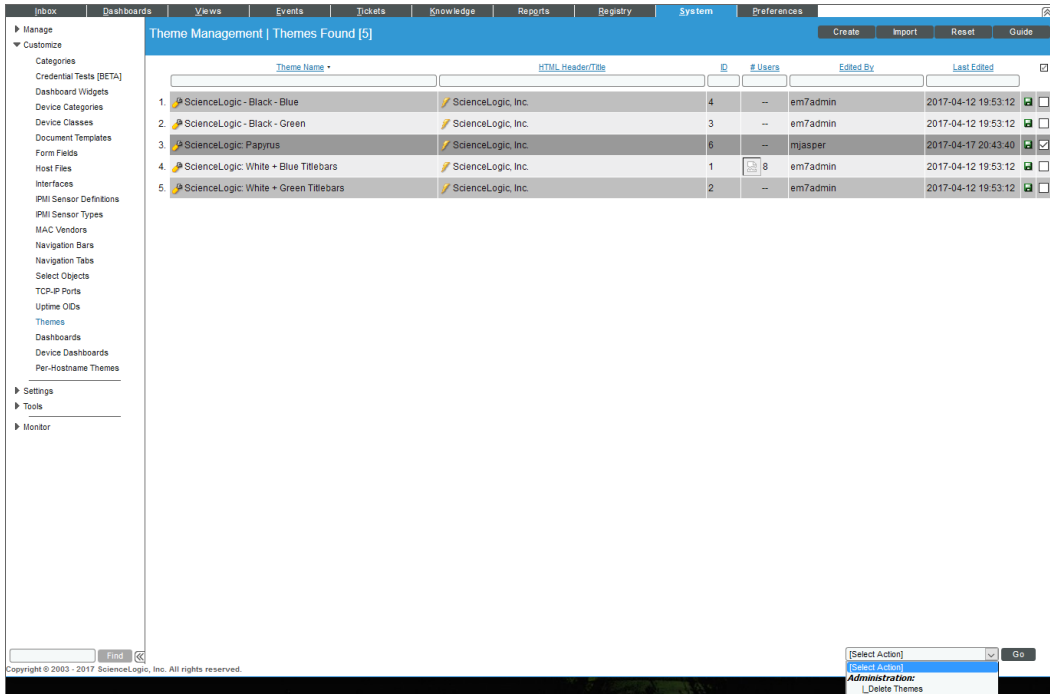 Inbox Dashboards Views Events Tickets Knowledge Reports Registry System Preferences
Manage
Customize
Categories
Credential Tests [BETA]
Dashboard Widgets
Device Categories
Device Classes
Document Templates
Form Fields
Host Files
Interfaces
IPMI Sensor Definitions
IPMI Sensor Types
MAC Vendors
Navigation Bars
Navigation Tabs
Select Objects
TCP-IP Ports
Uptime OIDs
Themes
Dashboards
Device Dashboards
Per-Hostname Themes
Settings
Tools
Monitor
Find
Theme Management | Themes Found [5]
Create Import Reset Guide
Theme Name HTML Header/Title ID # Users Edited By Last Edited
1. ScienceLogic - Black - Blue ScienceLogic, Inc. 4 -- em7admin 2017-04-12 19:53:12
2. ScienceLogic - Black - Green ScienceLogic, Inc. 3 -- em7admin 2017-04-12 19:53:12
3. ScienceLogic: Papyrus ScienceLogic, Inc. 6 -- mjasper 2017-04-17 20:43:40
4. ScienceLogic: White + Blue Titlebars ScienceLogic, Inc. 1 8 em7admin 2017-04-12 19:53:12
5. ScienceLogic: White + Green Titlebars ScienceLogic, Inc. 2 -- em7admin 2017-04-12 19:53:12
[Select Action] Go
[Select Action]
Administration:
Delete Themes
Copyright © 2003 - 2017 ScienceLogic, Inc. All rights reserved.